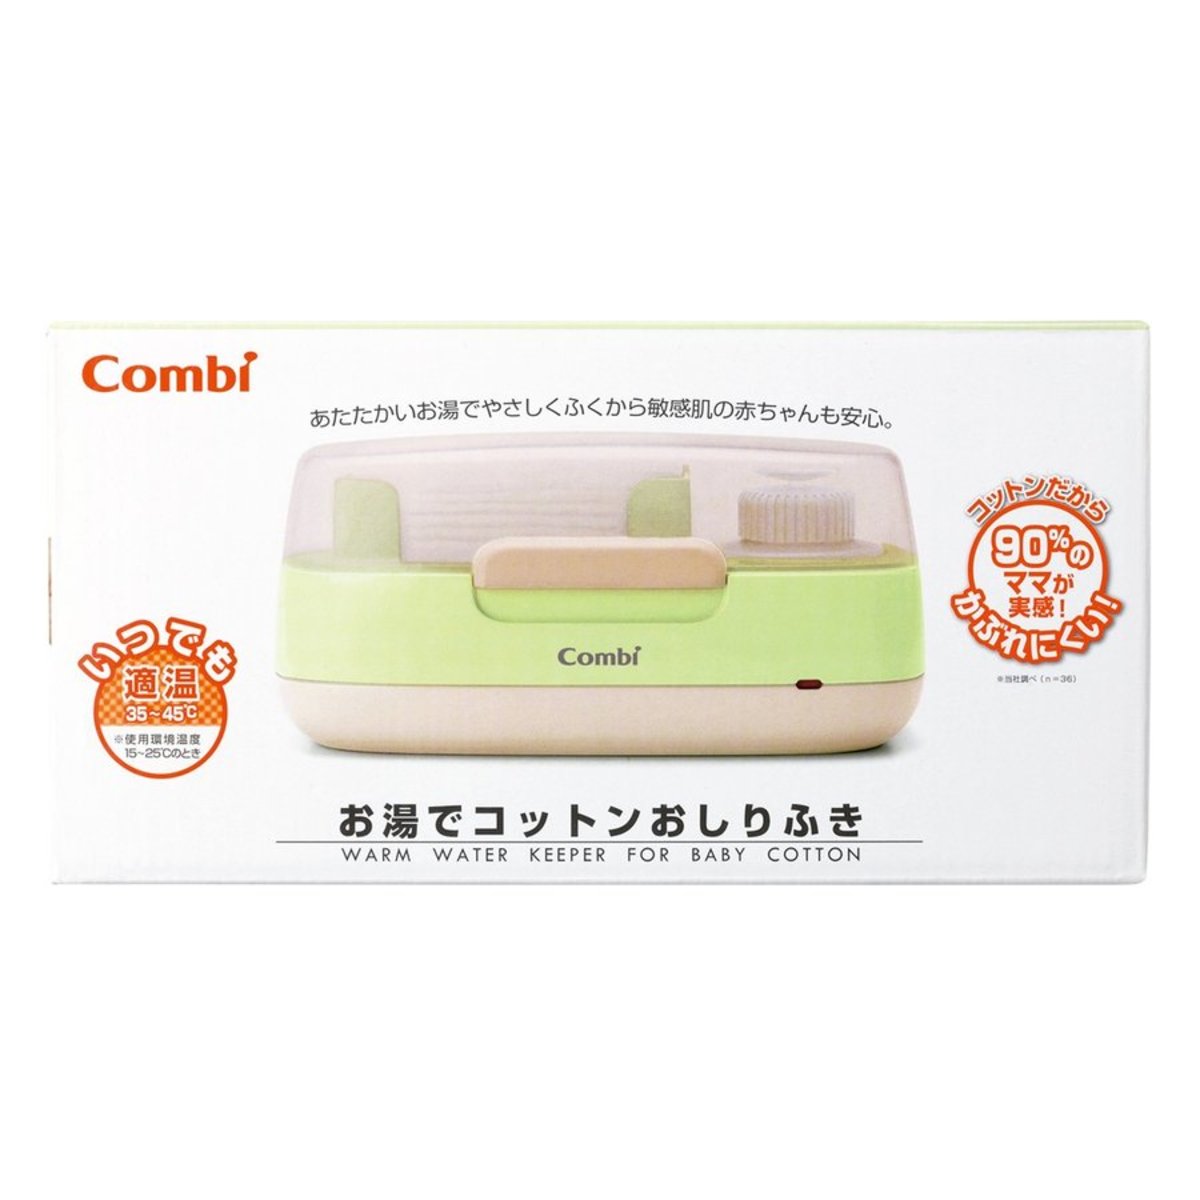 Combi
あたたかいお湯でやさしくふくから敏感肌の赤ちゃんも安心。
コットンだから
90%の
ママが
実感!
かぶれにくい!
※当社調べ(n=36)
いつでも
適温
35~45℃
※使用環境温度
15~25℃のとき
Combi
お湯でコットンおしりふき
WARM WATER KEEPER FOR BABY COTTON